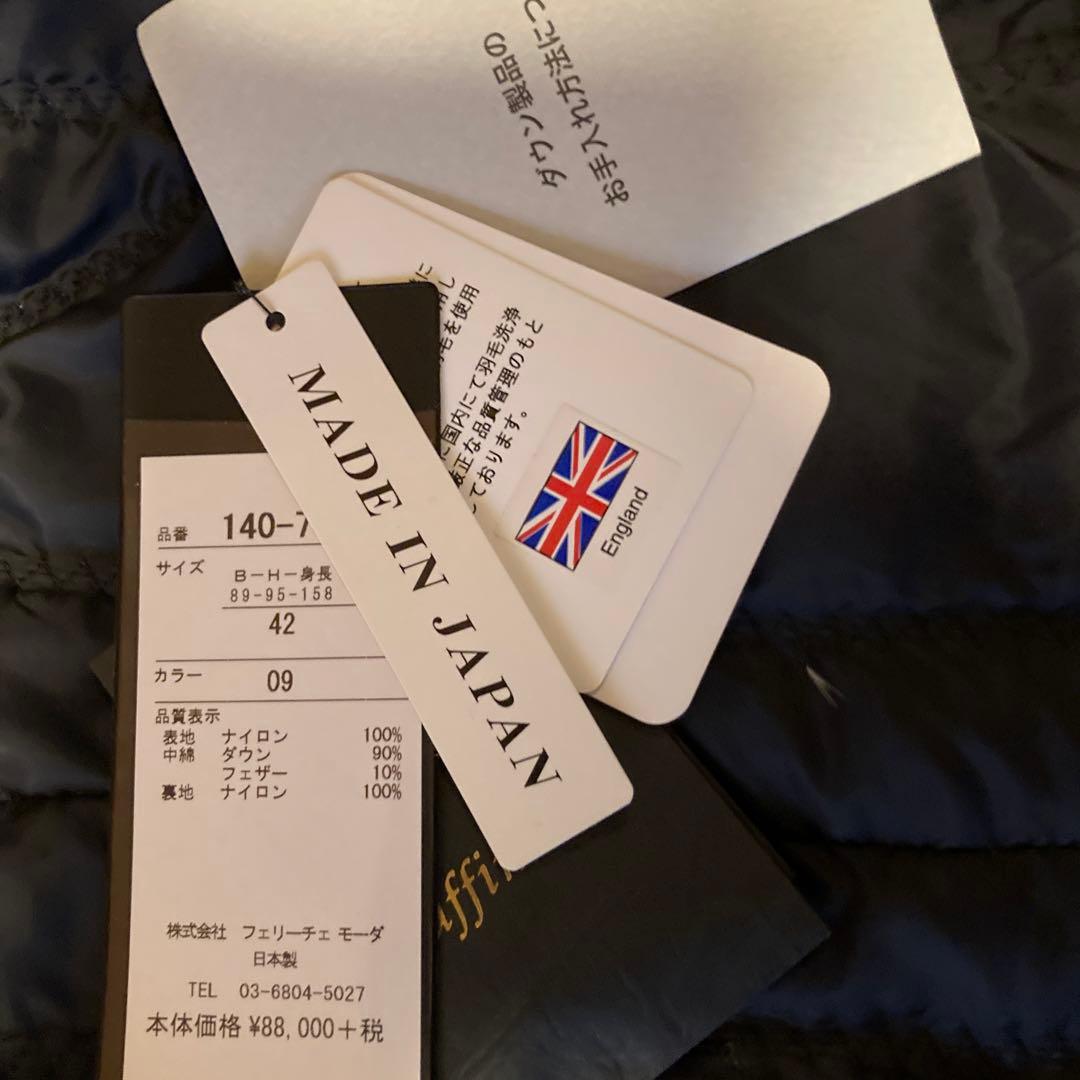 ダウン製品の
お手入れ方法につ
に
用し
毛を使用
国内にて羽毛洗浄
厳正な品質管理のもと
しております。
England
MADE IN JAPAN
品番 140-7
サイズ B-H-身長
89-95-158
42
カラー 09
品質表示
表地 ナイロン 100%
中綿 ダウン 90%
フェザー 10%
裏地 ナイロン 100%
株式会社 フェリーチェ モーダ
日本製
TEL 03-6804-5027
本体価格 ¥88,000+税